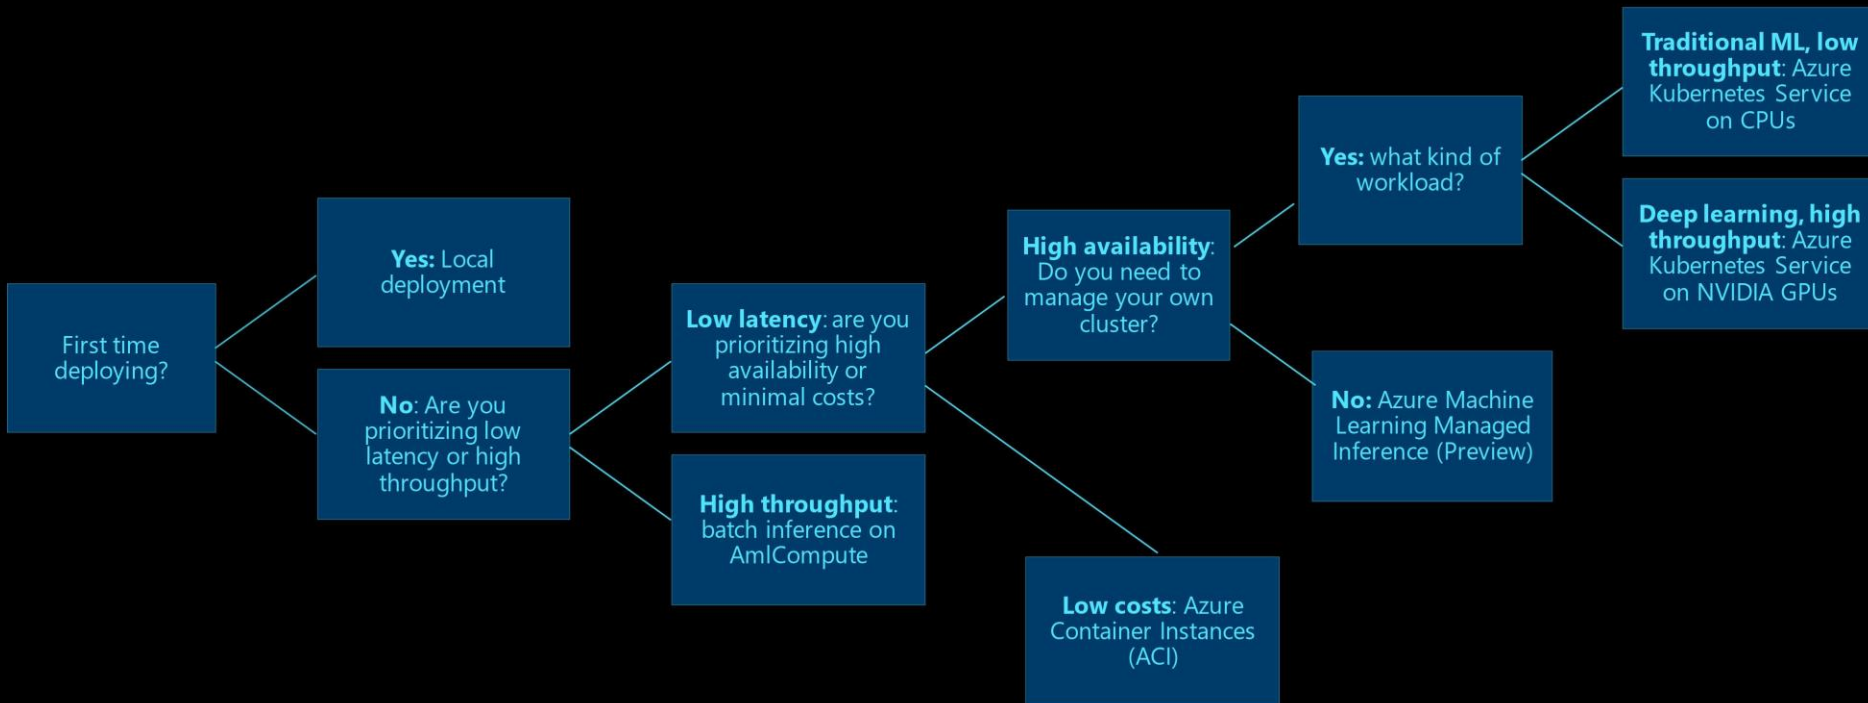 First time
deploying?
Yes: Local
deployment
No: Are you
prioritizing low
latency or high
throughput?
Low latency: are you
prioritizing high
availability or
minimal costs?
High throughput:
batch inference on
AmlCompute
High availability:
Do you need to
manage your own
cluster?
Low costs: Azure
Container Instances
(ACI)
Yes: what kind of
workload?
No: Azure Machine
Learning Managed
Inference (Preview)
Traditional ML, low
throughput: Azure
Kubernetes Service
on CPUs
Deep learning, high
throughput: Azure
Kubernetes Service
on NVIDIA GPUs